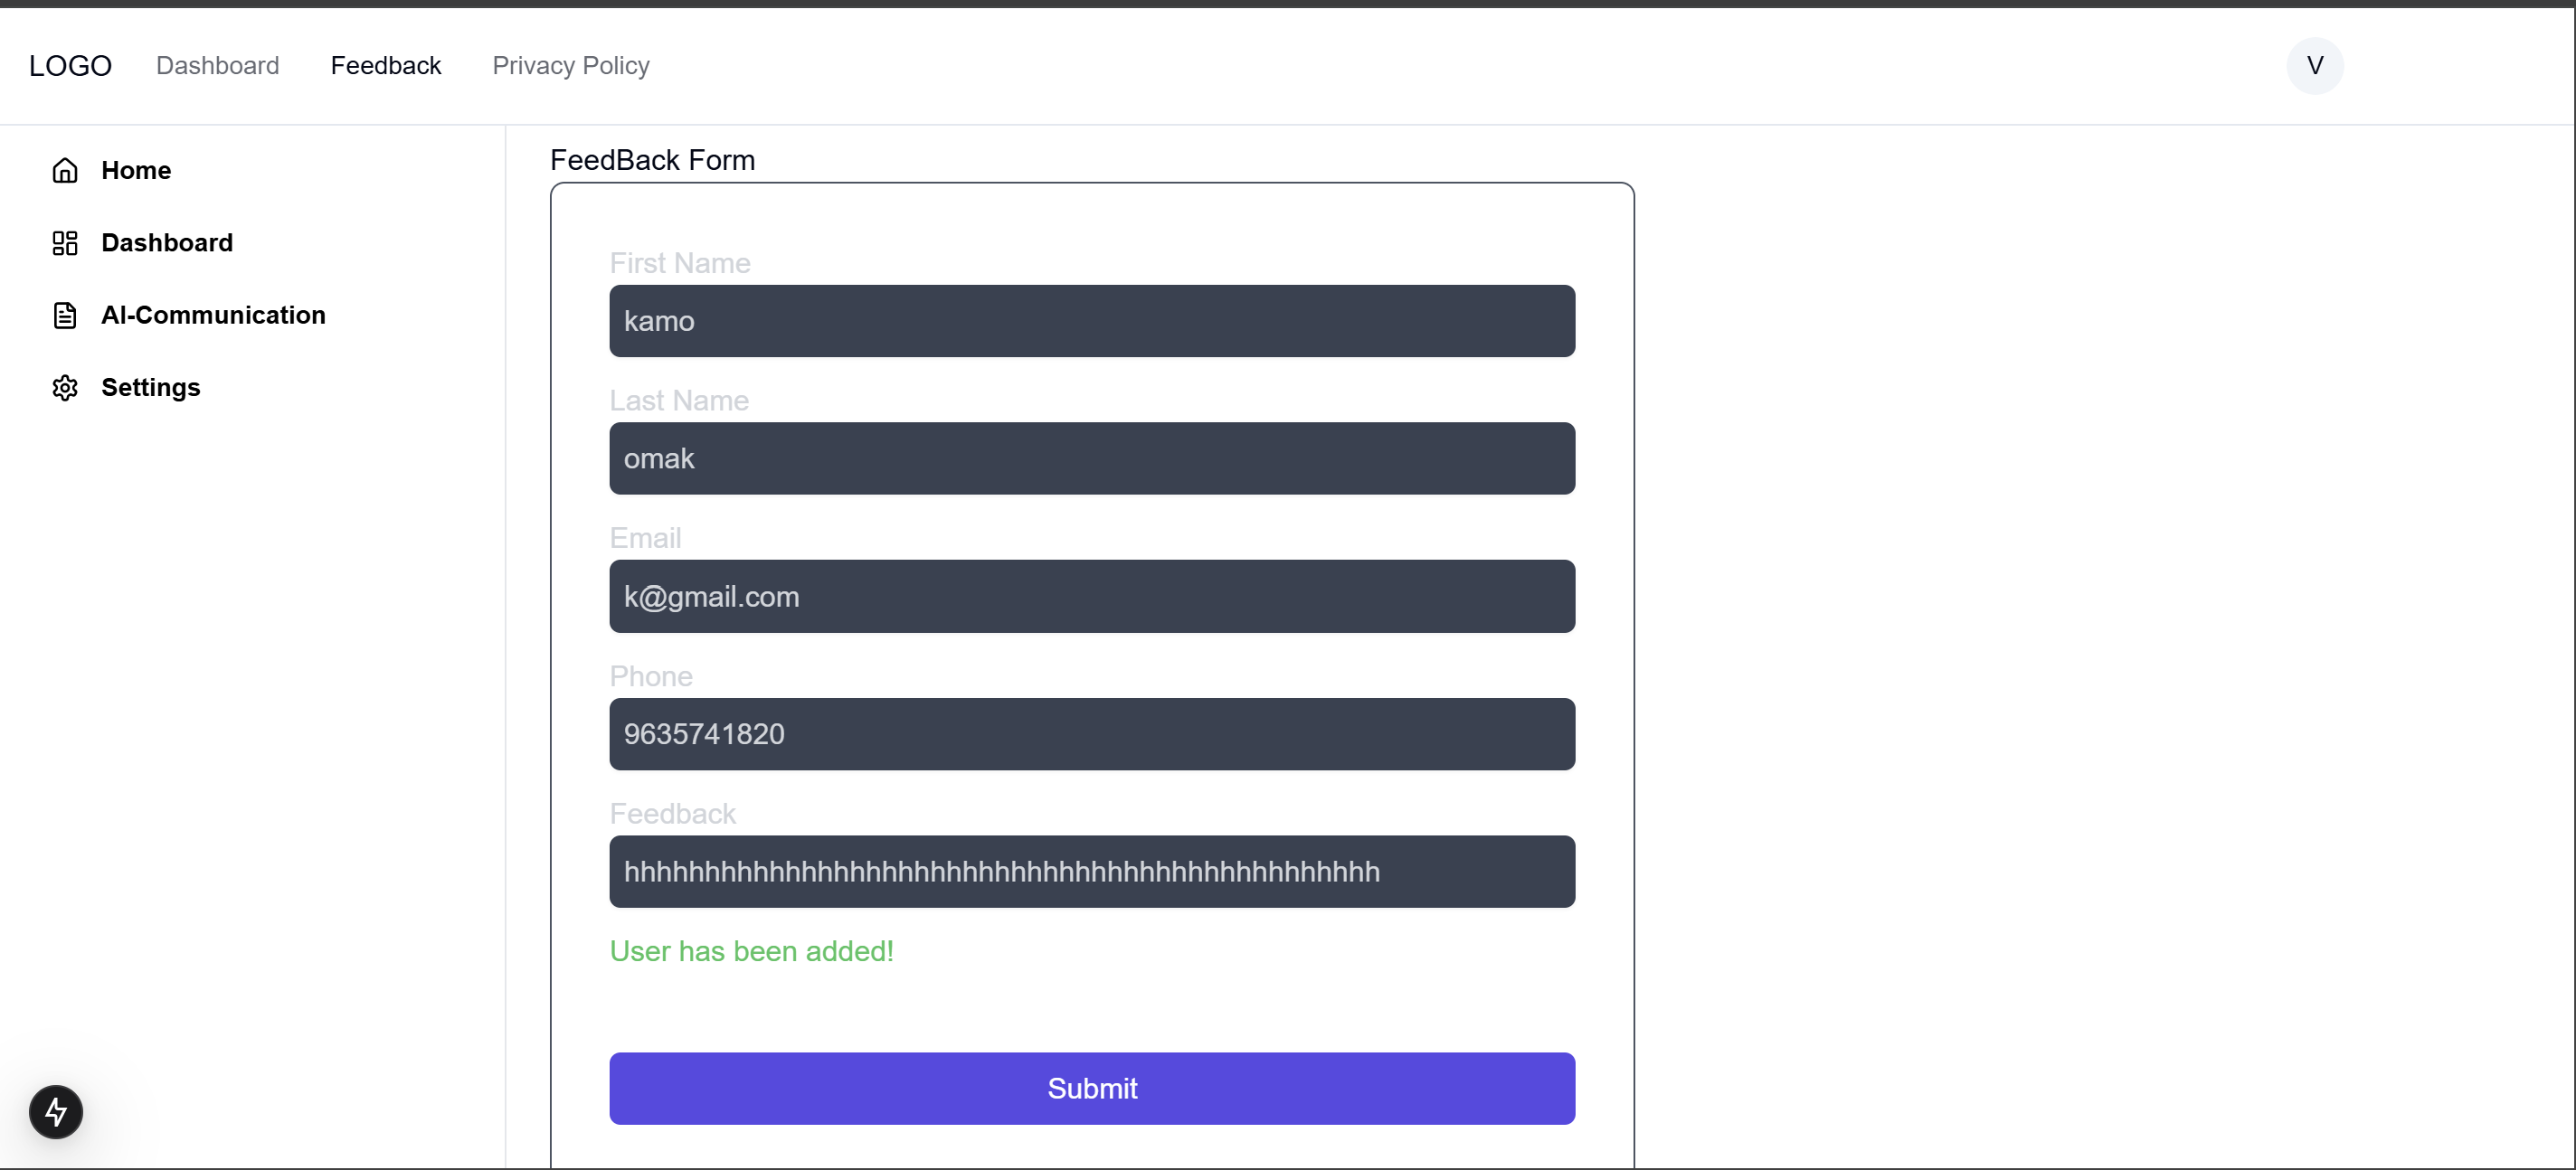 LOGO Dashboard Feedback Privacy Policy V
Home
Dashboard
AI-Communication
Settings
FeedBack Form
First Name
kamo
Last Name
omak
Email
k@gmail.com
Phone
9635741820
Feedback
hhhhhhhhhhhhhhhhhhhhhhhhhhhhhhhhhhhhhhhhhhhhhhh
User has been added!
Submit